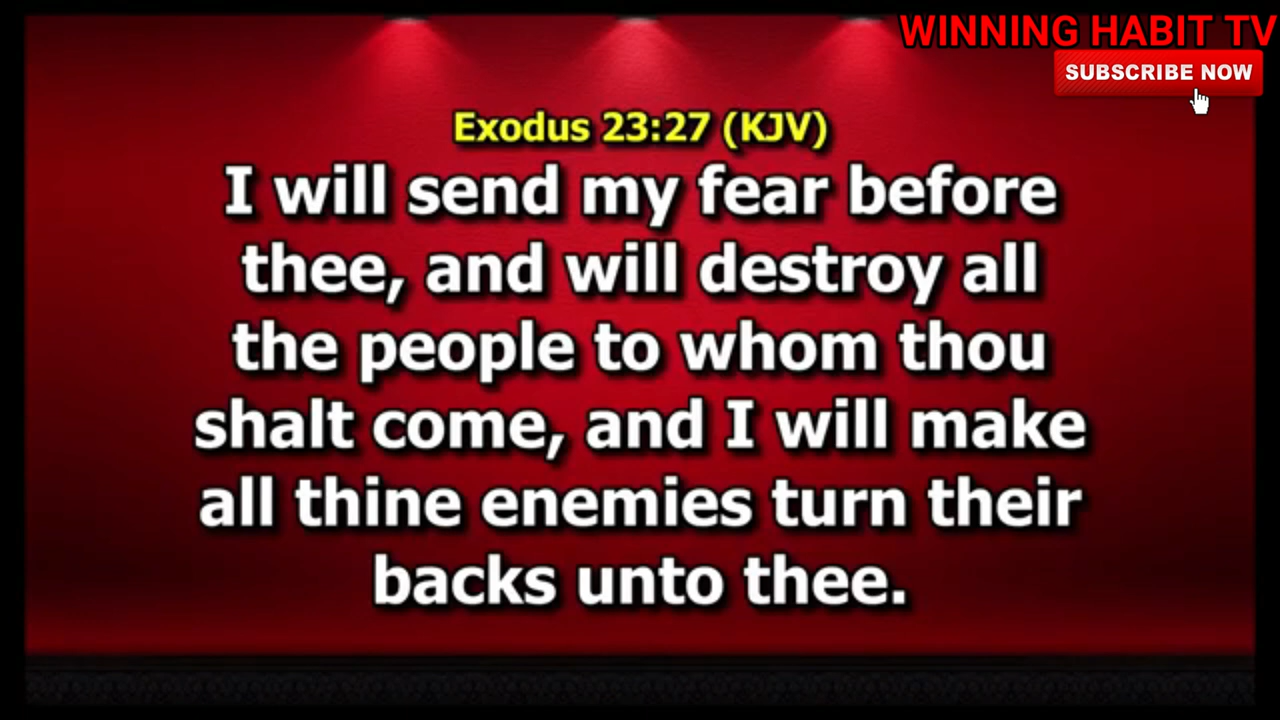 WINNING HABIT TV
SUBSCRIBE NOW
Exodus 23:27 (KJV)
I will send my fear before
thee, and will destroy all
the people to whom thou
shalt come, and I will make
all thine enemies turn their
backs unto thee.